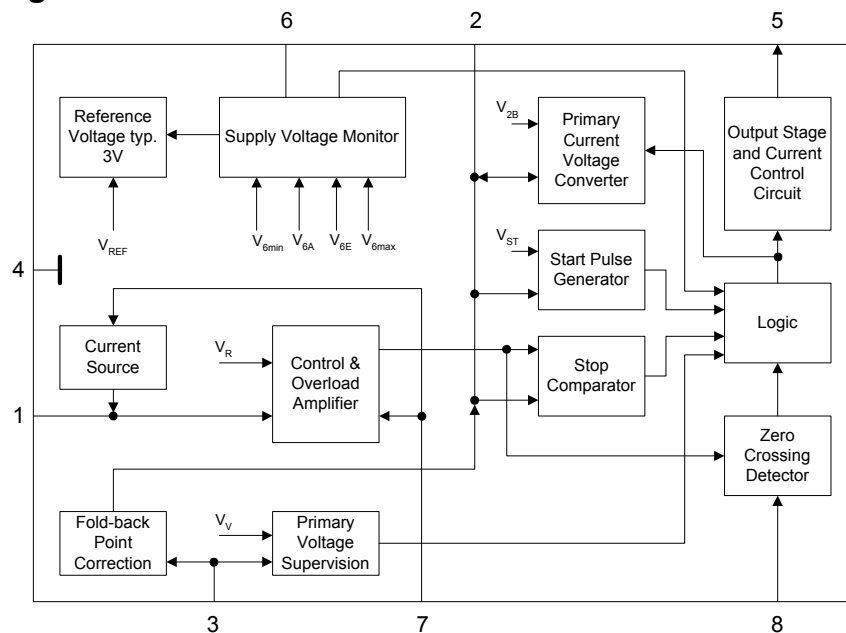 6
2
5
Reference
Voltage typ.
3V
Supply Voltage Monitor
V2B
Primary
Current
Voltage
Converter
Output Stage
and Current
Control
Circuit
VREF
V6min
V6A
V6E
V6max
VST
Start Pulse
Generator
4
Logic
Current
Source
VR
Control &
Overload
Amplifier
Stop
Comparator
1
Zero
Crossing
Detector
Fold-back
Point
Correction
VV
Primary
Voltage
Supervision
3
7
8